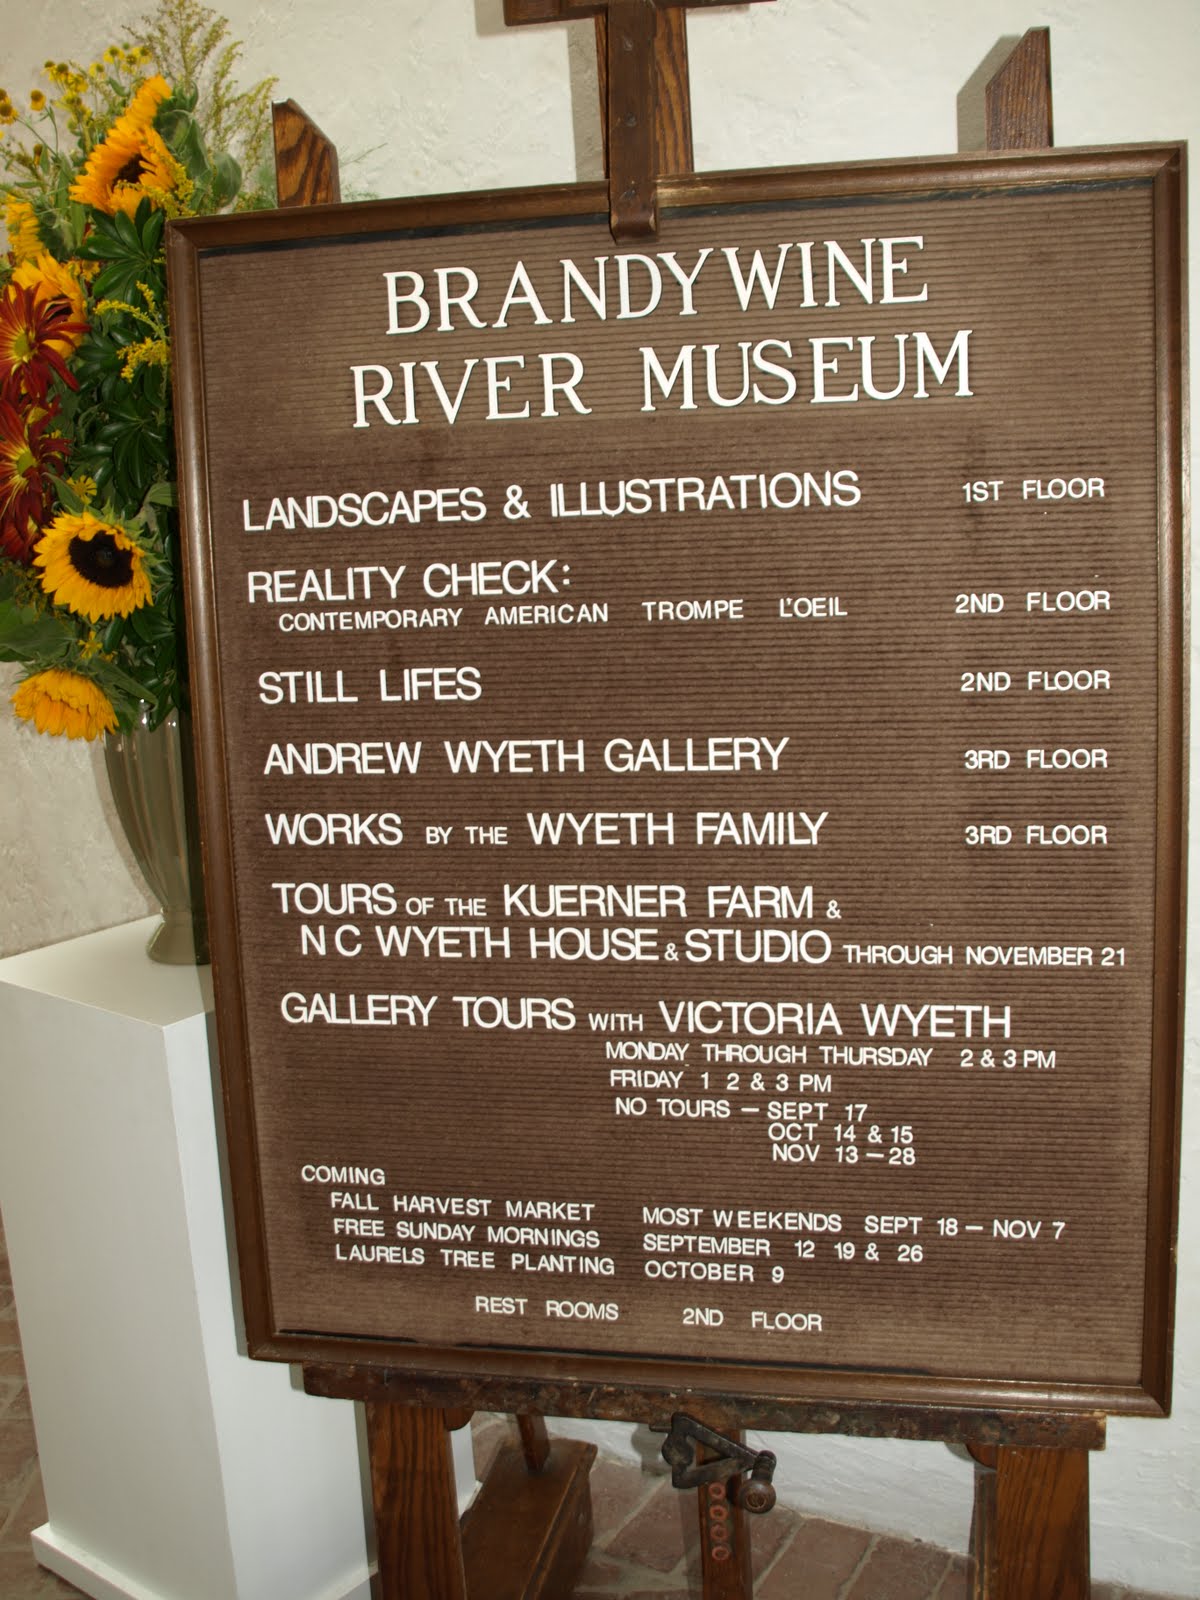 BRANDYWINE
RIVER MUSEUM
LANDSCAPES & ILLUSTRATIONS 1ST FLOOR
REALITY CHECK:
CONTEMPORARY AMERICAN TROMPE L'OEIL 2ND FLOOR
STILL LIFES 2ND FLOOR
ANDREW WYETH GALLERY 3RD FLOOR
WORKS BY THE WYETH FAMILY 3RD FLOOR
TOURS OF THE KUERNER FARM &
N C WYETH HOUSE & STUDIO THROUGH NOVEMBER 21
GALLERY TOURS WITH VICTORIA WYETH
MONDAY THROUGH THURSDAY 2 & 3 PM
FRIDAY 1 2 & 3 PM
NO TOURS – SEPT 17
OCT 14 & 15
NOV 13 – 28
COMING
FALL HARVEST MARKET MOST WEEKENDS SEPT 18 – NOV 7
FREE SUNDAY MORNINGS SEPTEMBER 12 19 & 26
LAURELS TREE PLANTING OCTOBER 9
REST ROOMS 2ND FLOOR